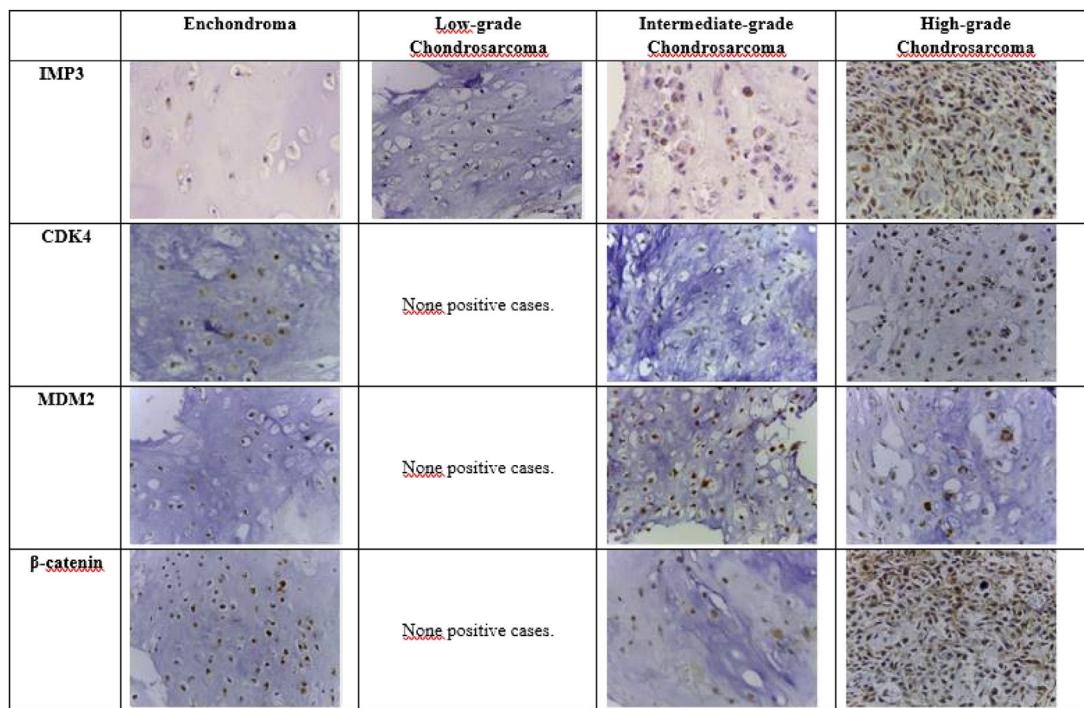 Enchondroma
Low-grade
Chondrosarcoma
Intermediate-grade
Chondrosarcoma
High-grade
Chondrosarcoma
IMP3
CDK4
None positive cases.
MDM2
None positive cases.
β-catenin
None positive cases.